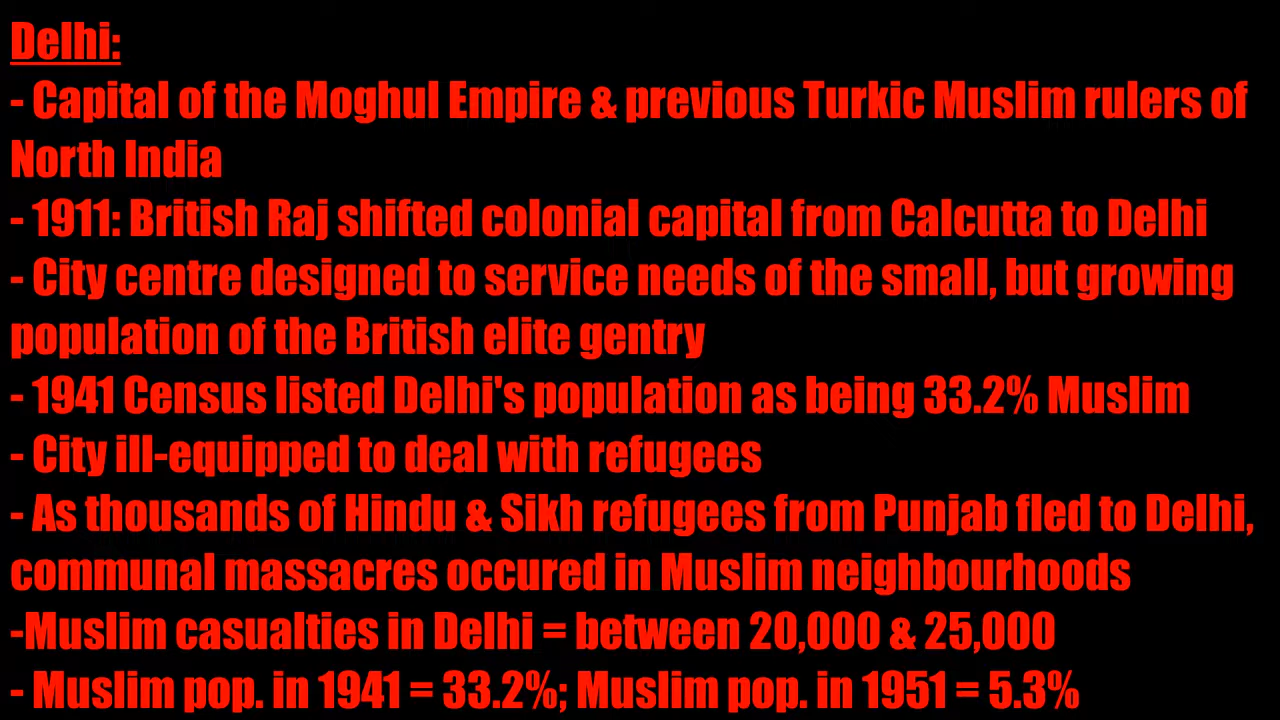 Delhi:
- Capital of the Moghul Empire & previous Turkic Muslim rulers of
North India
- 1911: British Raj shifted colonial capital from Calcutta to Delhi
- City centre designed to service needs of the small, but growing
population of the British elite gentry
- 1941 Census listed Delhi's population as being 33.2% Muslim
- City ill-equipped to deal with refugees
- As thousands of Hindu & Sikh refugees from Punjab fled to Delhi,
communal massacres occured in Muslim neighbourhoods
-Muslim casualties in Delhi = between 20,000 & 25,000
- Muslim pop. in 1941 = 33.2%; Muslim pop. in 1951 = 5.3%